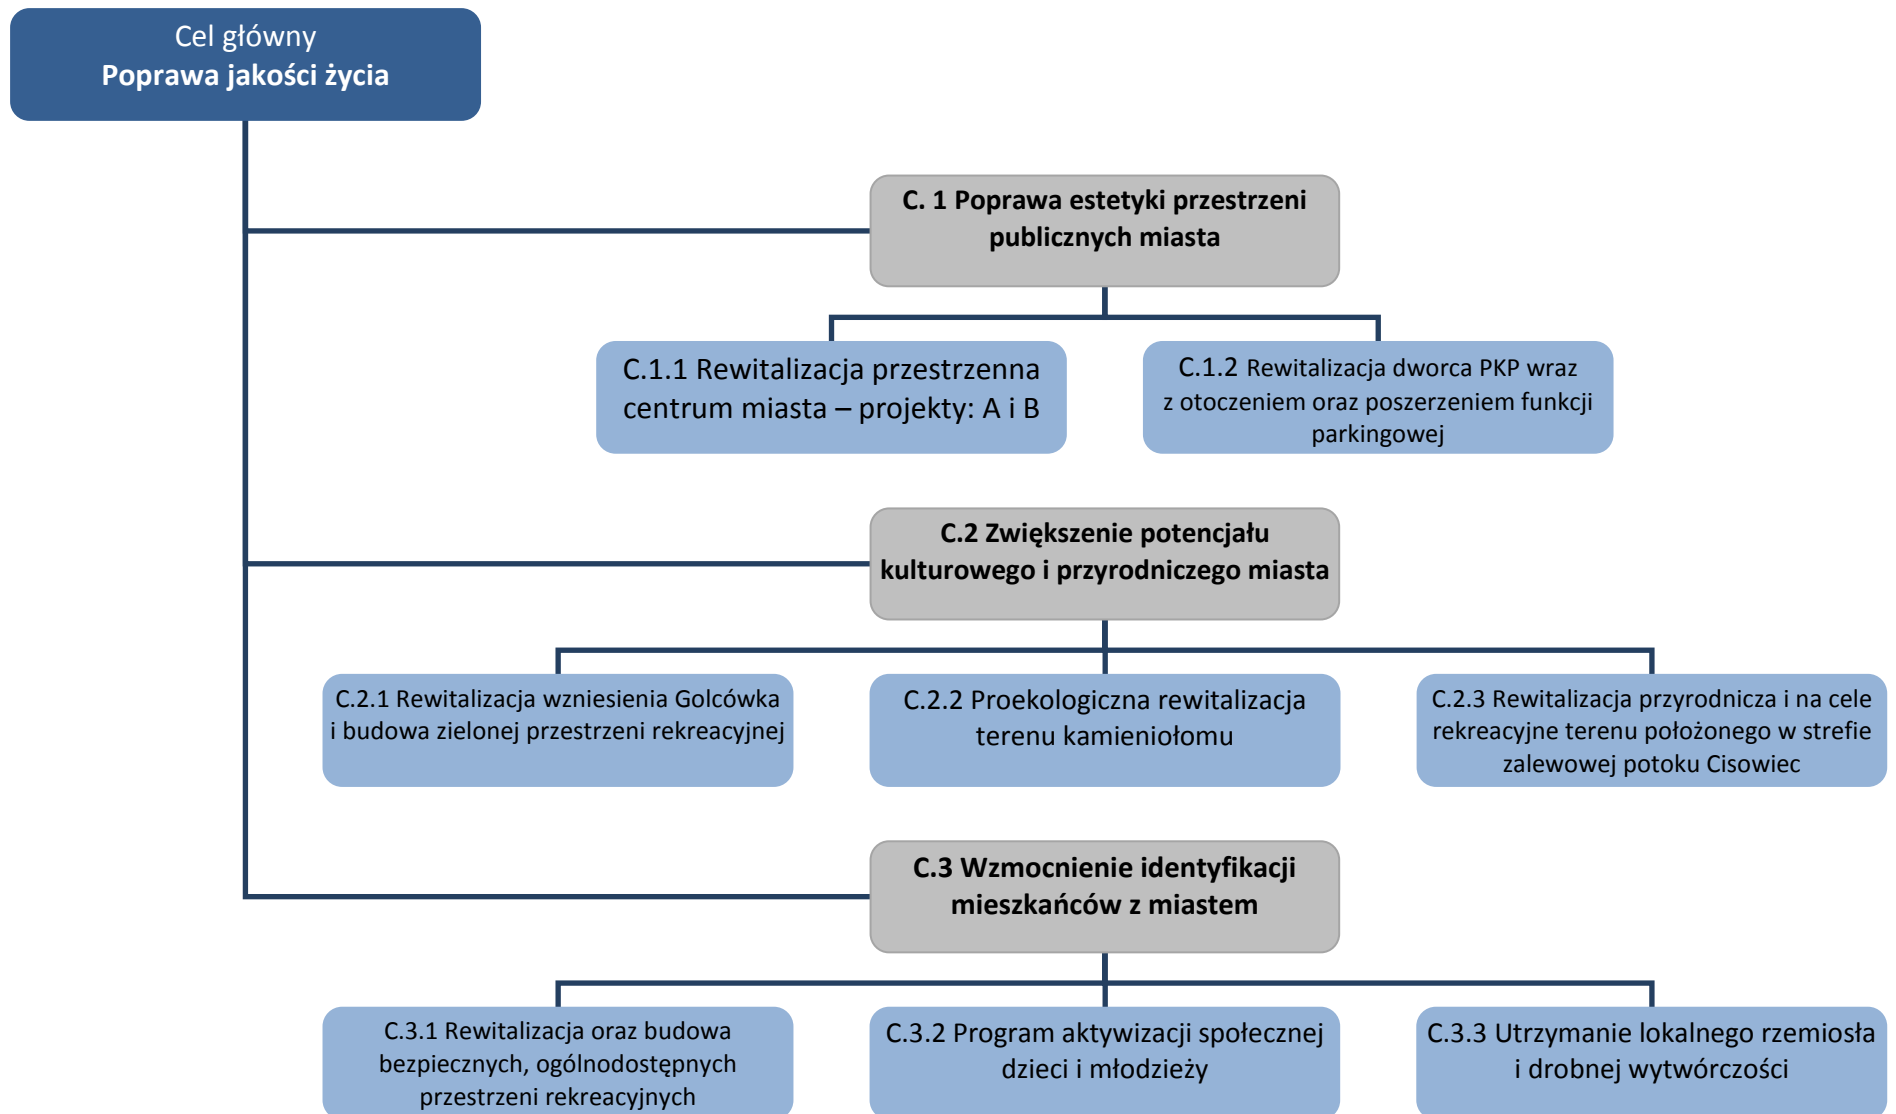 Cel główny
Poprawa jakości życia
C. 1 Poprawa estetyki przestrzeni
publicznych miasta
C.1.1 Rewitalizacja przestrzenna
centrum miasta – projekty: A i B
C.1.2 Rewitalizacja dworca PKP wraz
z otoczeniem oraz poszerzeniem funkcji
parkingowej
C.2 Zwiększenie potencjału
kulturowego i przyrodniczego miasta
C.2.1 Rewitalizacja wzniesienia Golcówka
i budowa zielonej przestrzeni rekreacyjnej
C.2.2 Proekologiczna rewitalizacja
terenu kamieniołomu
C.2.3 Rewitalizacja przyrodnicza i na cele
rekreacyjne terenu położonego w strefie
zalewowej potoku Cisowiec
C.3 Wzmocnienie identyfikacji
mieszkańców z miastem
C.3.1 Rewitalizacja oraz budowa
bezpiecznych, ogólnodostępnych
przestrzeni rekreacyjnych
C.3.2 Program aktywizacji społecznej
dzieci i młodzieży
C.3.3 Utrzymanie lokalnego rzemiosła
i drobnej wytwórczości